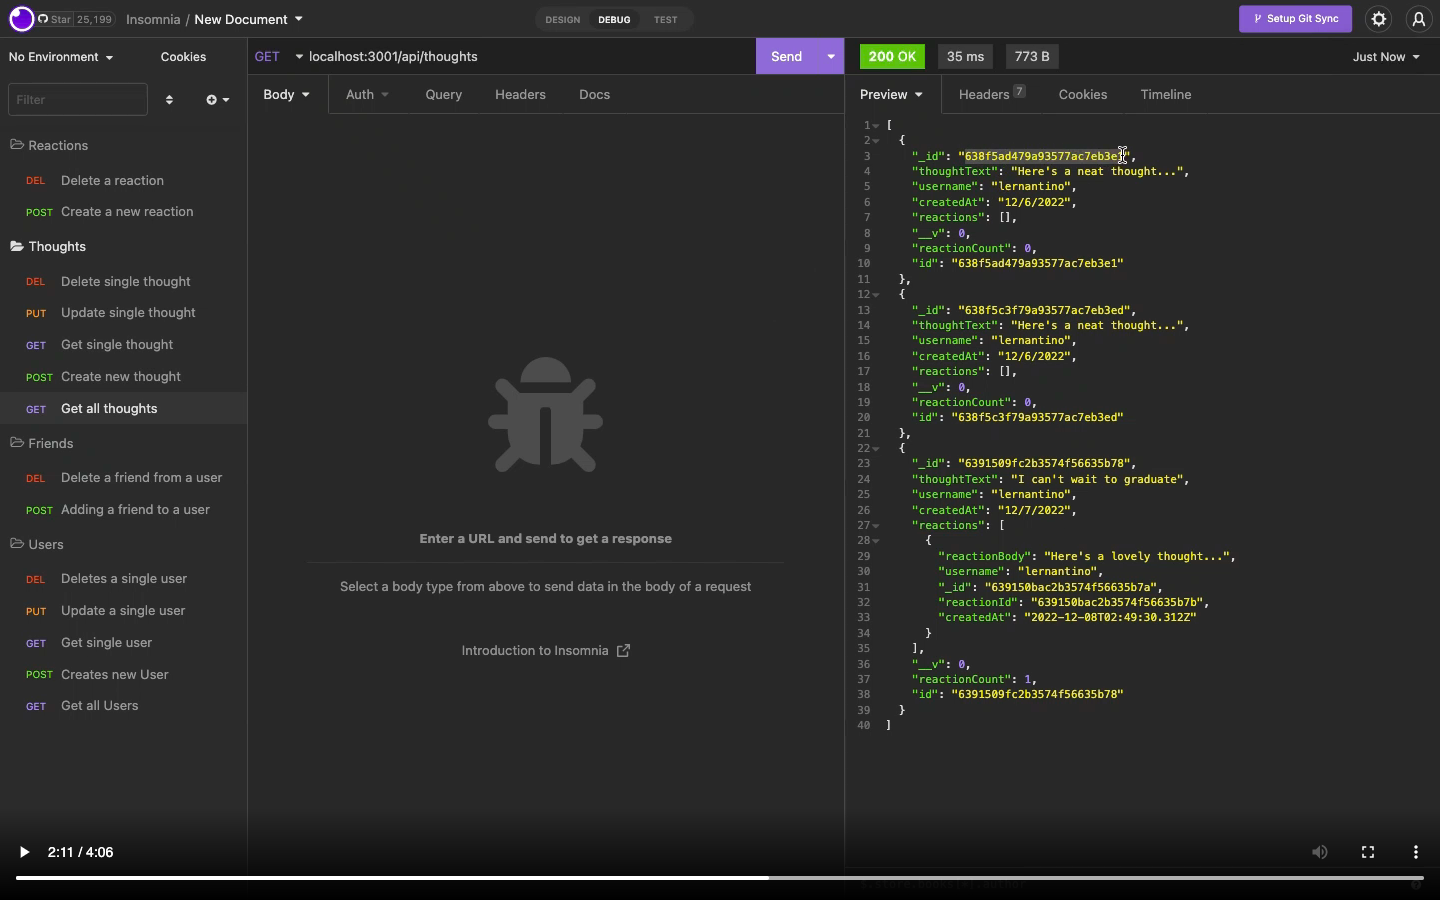 Star 25,199 Insomnia / New Document DESIGN DEBUG TEST Setup Git Sync
No Environment Cookies GET localhost:3001/api/thoughts Send 200 OK 35 ms 773 B Just Now
Filter
Body Auth Query Headers Docs
Preview Headers 7 Cookies Timeline
Reactions
DEL Delete a reaction
POST Create a new reaction
Thoughts
DEL Delete single thought
PUT Update single thought
GET Get single thought
POST Create new thought
GET Get all thoughts
Friends
DEL Delete a friend from a user
POST Adding a friend to a user
Users
DEL Deletes a single user
PUT Update a single user
GET Get single user
POST Creates new User
GET Get all Users
Enter a URL and send to get a response
Select a body type from above to send data in the body of a request
Introduction to Insomnia
1 [
2 {
3 "_id": "638f5ad479a93577ac7eb3e1",
4 "thoughtText": "Here's a neat thought...",
5 "username": "lernantino",
6 "createdAt": "12/6/2022",
7 "reactions": [],
8 "__v": 0,
9 "reactionCount": 0,
10 "id": "638f5ad479a93577ac7eb3e1"
11 },
12 {
13 "_id": "638f5c3f79a93577ac7eb3ed",
14 "thoughtText": "Here's a neat thought...",
15 "username": "lernantino",
16 "createdAt": "12/6/2022",
17 "reactions": [],
18 "__v": 0,
19 "reactionCount": 0,
20 "id": "638f5c3f79a93577ac7eb3ed"
21 },
22 {
23 "_id": "6391509fc2b3574f56635b78",
24 "thoughtText": "I can't wait to graduate",
25 "username": "lernantino",
26 "createdAt": "12/7/2022",
27 "reactions": [
28 {
29 "reactionBody": "Here's a lovely thought...",
30 "username": "lernantino",
31 "_id": "639150bac2b3574f56635b7a",
32 "reactionId": "639150bac2b3574f56635b7b",
33 "createdAt": "2022-12-08T02:49:30.312Z"
34 }
35 ],
36 "__v": 0,
37 "reactionCount": 1,
38 "id": "6391509fc2b3574f56635b78"
39 }
40 ]
2:11 / 4:06
$.store.books[*].author